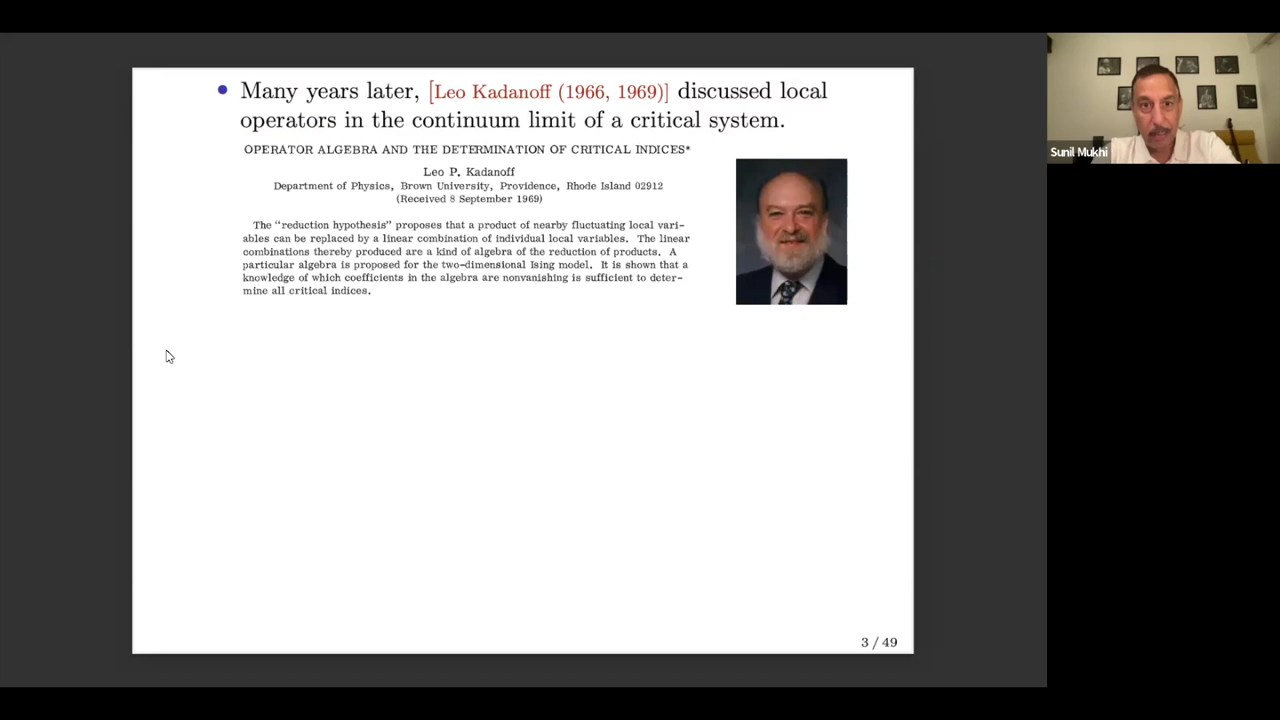 Many years later, [Leo Kadanoff (1966, 1969)] discussed local
operators in the continuum limit of a critical system.
OPERATOR ALGEBRA AND THE DETERMINATION OF CRITICAL INDICES*
Leo P. Kadanoff
Department of Physics, Brown University, Providence, Rhode Island 02912
(Received 8 September 1969)
The "reduction hypothesis" proposes that a product of nearby fluctuating local vari-
ables can be replaced by a linear combination of individual local variables. The linear
combinations thereby produced are a kind of algebra of the reduction of products. A
particular algebra is proposed for the two-dimensional Ising model. It is shown that a
knowledge of which coefficients in the algebra are nonvanishing is sufficient to deter-
mine all critical indices.
3 / 49
Sunil Mukhi